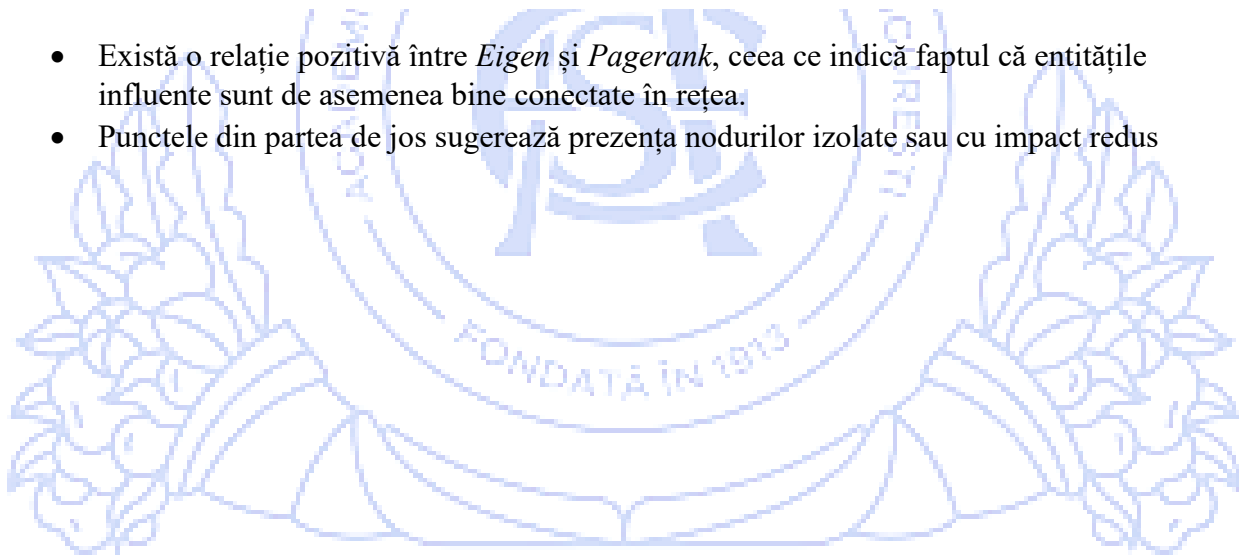 • Există o relație pozitivă între Eigen și Pagerank, ceea ce indică faptul că entitățile
influente sunt de asemenea bine conectate în rețea.
• Punctele din partea de jos sugerează prezența nodurilor izolate sau cu impact redus
FONDATĂ ÎN 1913